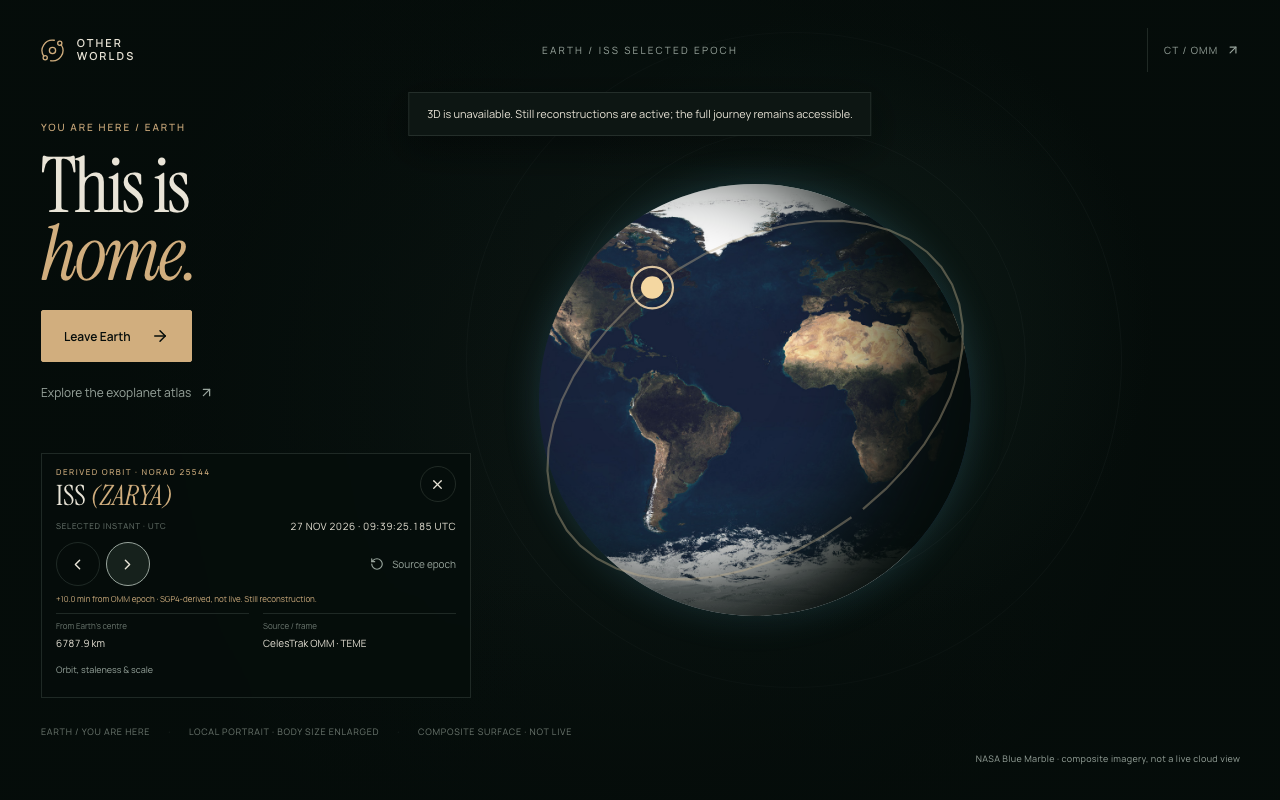 OTHER
WORLDS
EARTH / ISS SELECTED EPOCH
CT / OMM
3D is unavailable. Still reconstructions are active; the full journey remains accessible.
YOU ARE HERE / EARTH
This is
home.
Leave Earth
Explore the exoplanet atlas
DERIVED ORBIT · NORAD 25544
ISS (ZARYA)
SELECTED INSTANT · UTC
27 NOV 2026 · 09:39:25.185 UTC
Source epoch
+10.0 min from OMM epoch · SGP4-derived, not live. Still reconstruction.
From Earth's centre
Source / frame
6787.9 km
CelesTrak OMM · TEME
Orbit, staleness & scale
EARTH / YOU ARE HERE
LOCAL PORTRAIT · BODY SIZE ENLARGED
COMPOSITE SURFACE · NOT LIVE
NASA Blue Marble · composite imagery, not a live cloud view